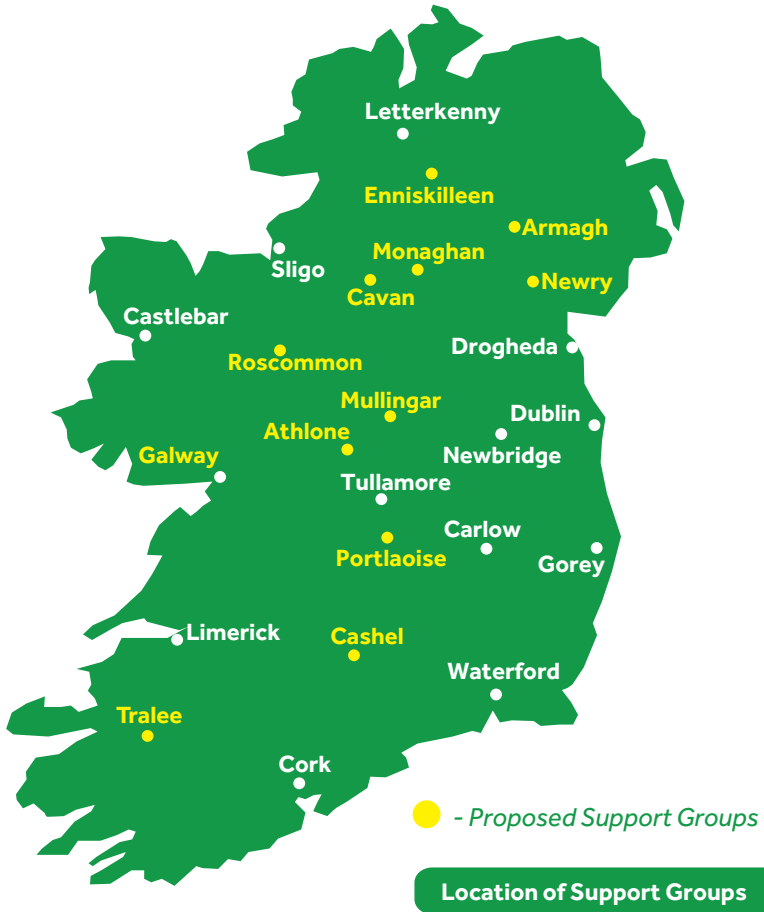 Letterkenny
Enniskilleen
Armagh
Monaghan
Sligo
Newry
Cavan
Castlebar
Drogheda
Roscommon
Mullingar
Dublin
Athlone
Galway
Newbridge
Tullamore
Carlow
Portlaoise
Gorey
Limerick
Cashel
Waterford
Tralee
Cork
- Proposed Support Groups
Location of Support Groups